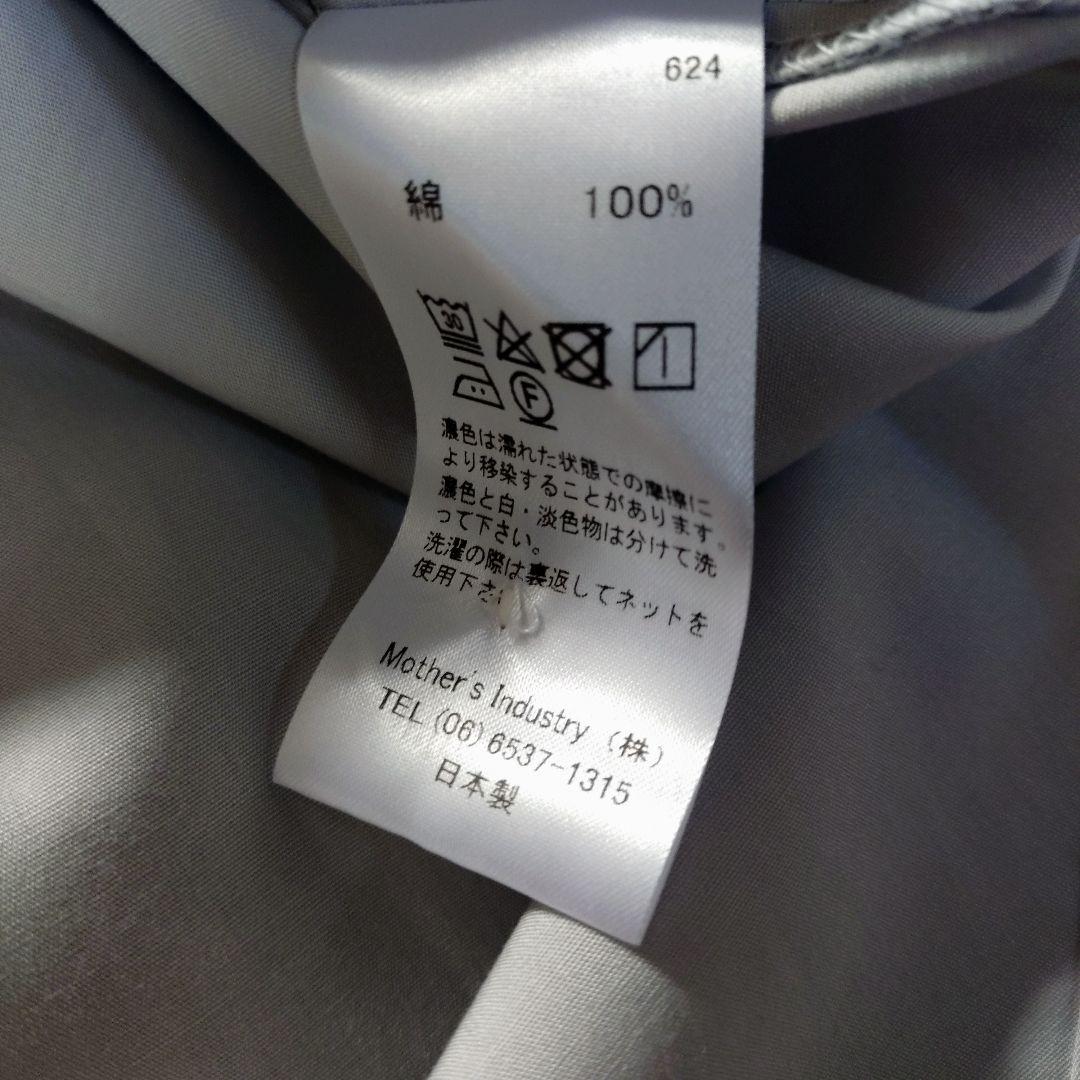 624
綿 100%
30
F
濃色は濡れた状態での摩擦に
より移染することがあります。
濃色と白・淡色物は分けて洗
って下さい。
洗濯の際は裏返してネットを
使用下さ
Mother's Industry (株)
TEL (06) 6537-1315
日本製